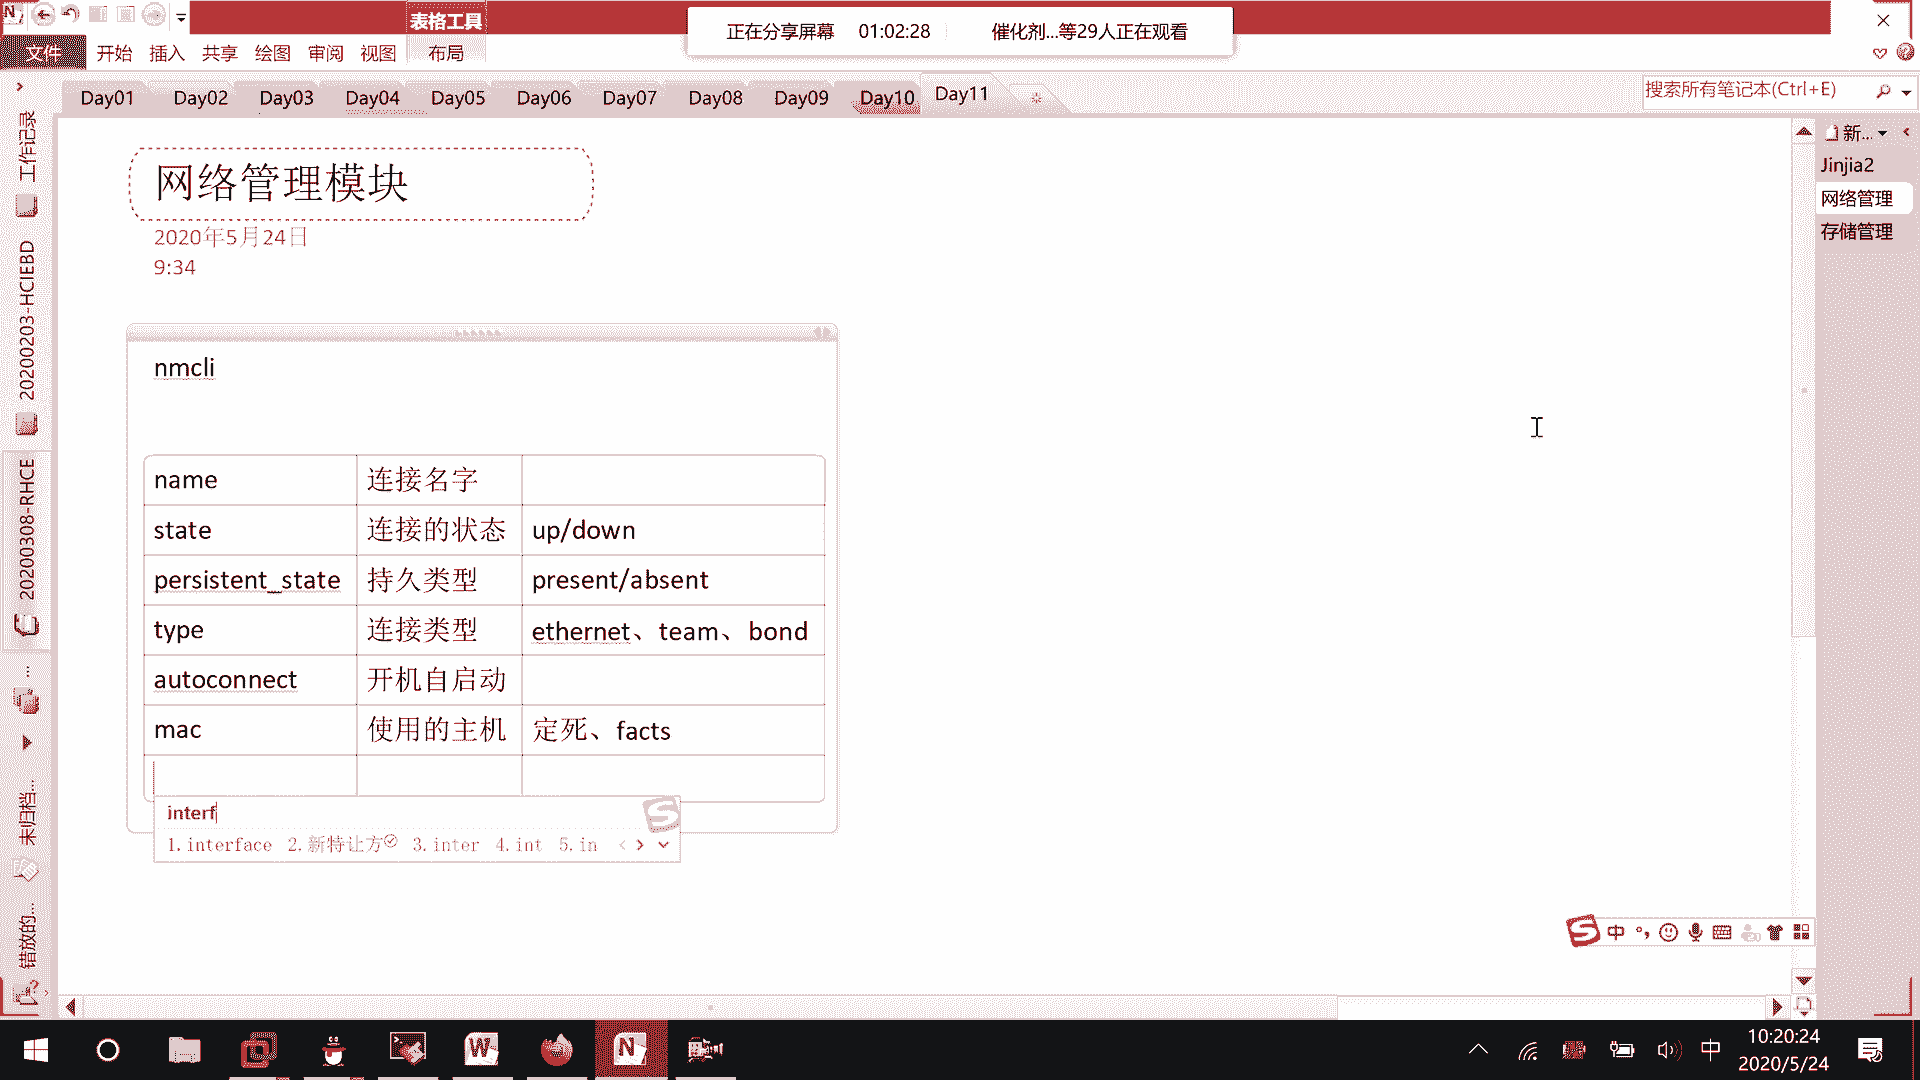 表格工具
正在分享屏幕 01:02:28 催化剂...等29人正在观看
文件 开始 插入 共享 绘图 审阅 视图 布局
Day01 Day02 Day03 Day04 Day05 Day06 Day07 Day08 Day09 Day10 Day11
搜索所有笔记本(Ctrl+E)
新...
Jinjia2
网络管理
存储管理
工作记录
20200203-HCIEBD
20200308-RHCE
...
未归档...
错放的...
网络管理模块
2020年5月24日
9:34
nmcli
name 连接名字
state 连接的状态 up/down
persistent_state 持久类型 present/absent
type 连接类型 ethernet、team、bond
autoconnect 开机自启动
mac 使用的主机 定死、facts
interf
1.interface 2.新特让方 3.inter 4.int 5.in
中
中
10:20:24
2020/5/24